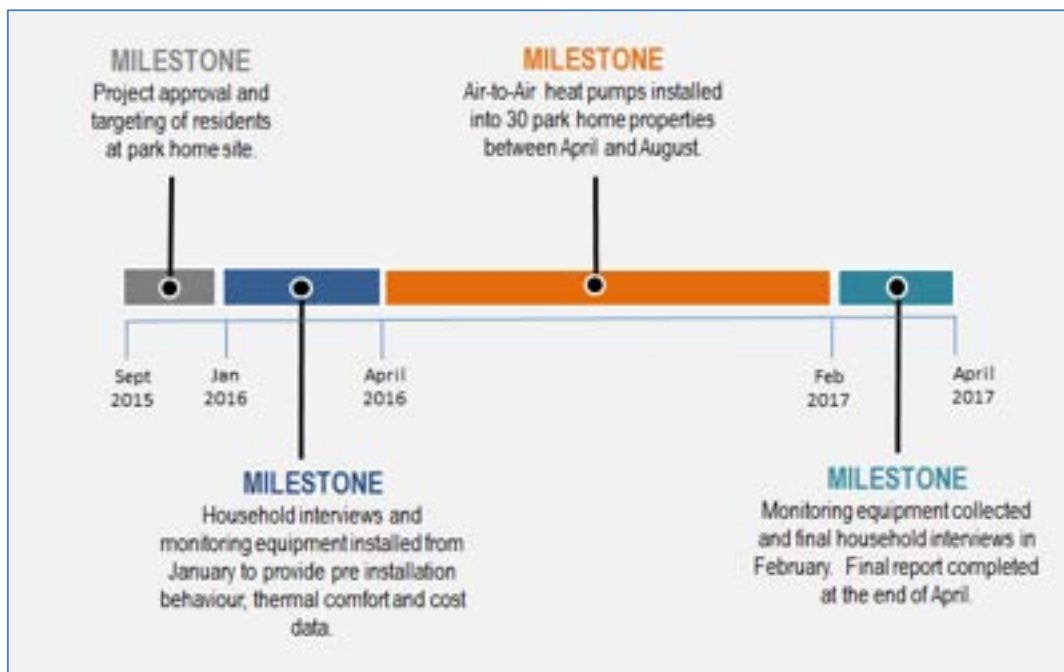 MILESTONE
Project approval and
targeting of residents
at park home site.
MILESTONE
Air-to-Air heat pumps installed
into 30 park home properties
between April and August.
Sept
2015
Jan
2016
April
2016
Feb
2017
April
2017
MILESTONE
Household interviews and
monitoring equipment installed from
January to provide pre installation
behaviour, thermal comfort and cost
data.
MILESTONE
Monitoring equipment collected
and final household interviews in
February. Final report completed
at the end of April.